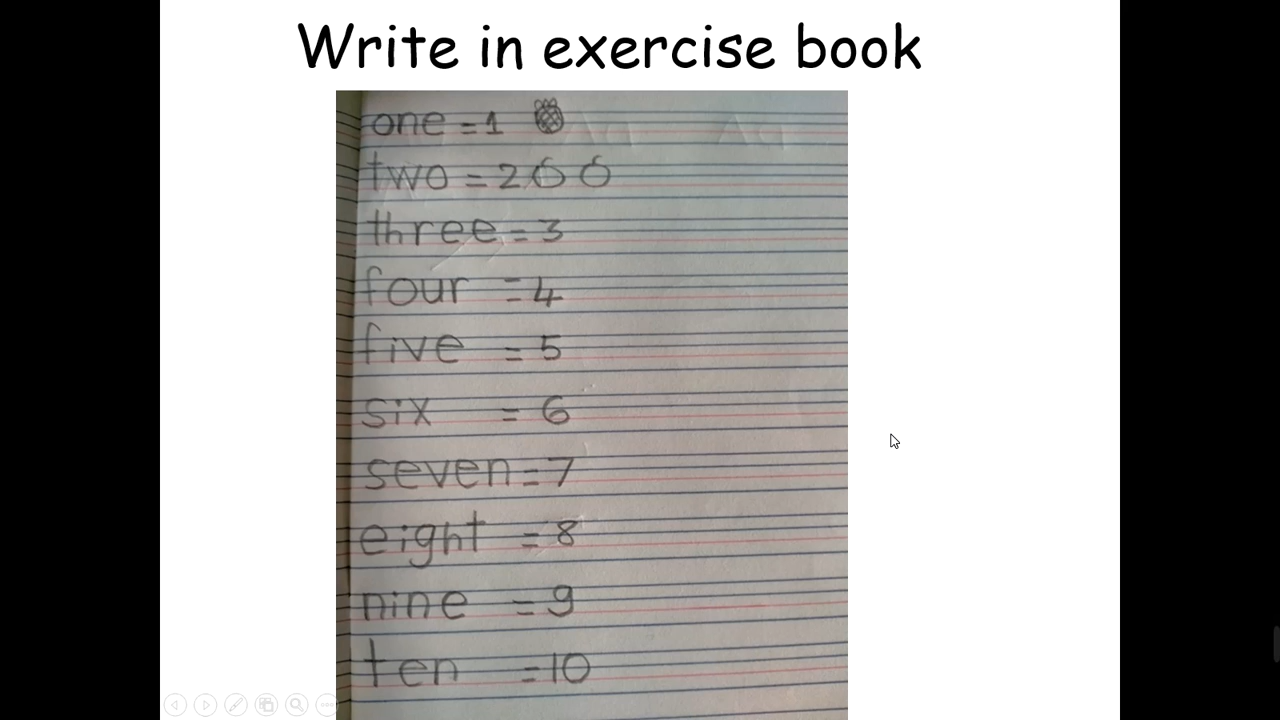 Write in exercise book
one = 1
two = 2
three = 3
four = 4
five = 5
six = 6
seven = 7
eight = 8
nine = 9
ten = 10